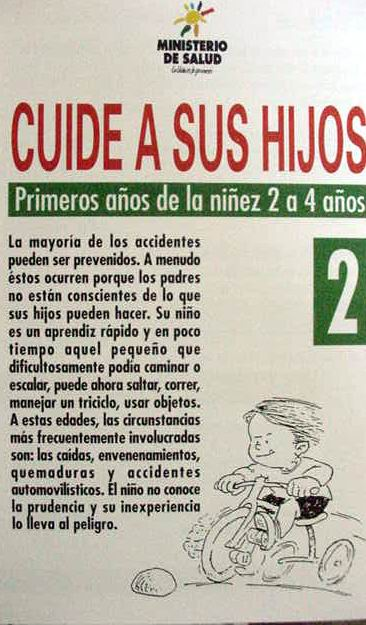 MINISTERIO
DE SALUD
CUIDE A SUS HIJOS
Primeros años de la niñez 2 a 4 años
2
La mayoría de los accidentes
pueden ser prevenidos. A menudo
éstos ocurren porque los padres
no están conscientes de lo que
sus hijos pueden hacer. Su niño
es un aprendiz rápido y en poco
tiempo aquel pequeño que
dificultosamente podía caminar o
escalar, puede ahora saltar, correr,
manejar un triciclo, usar objetos.
A estas edades, las circunstancias
más frecuentemente involucradas
son: las caídas, envenenamientos,
quemaduras y accidentes
automovilísticos. El niño no conoce
la prudencia y su inexperiencia
lo lleva al peligro.